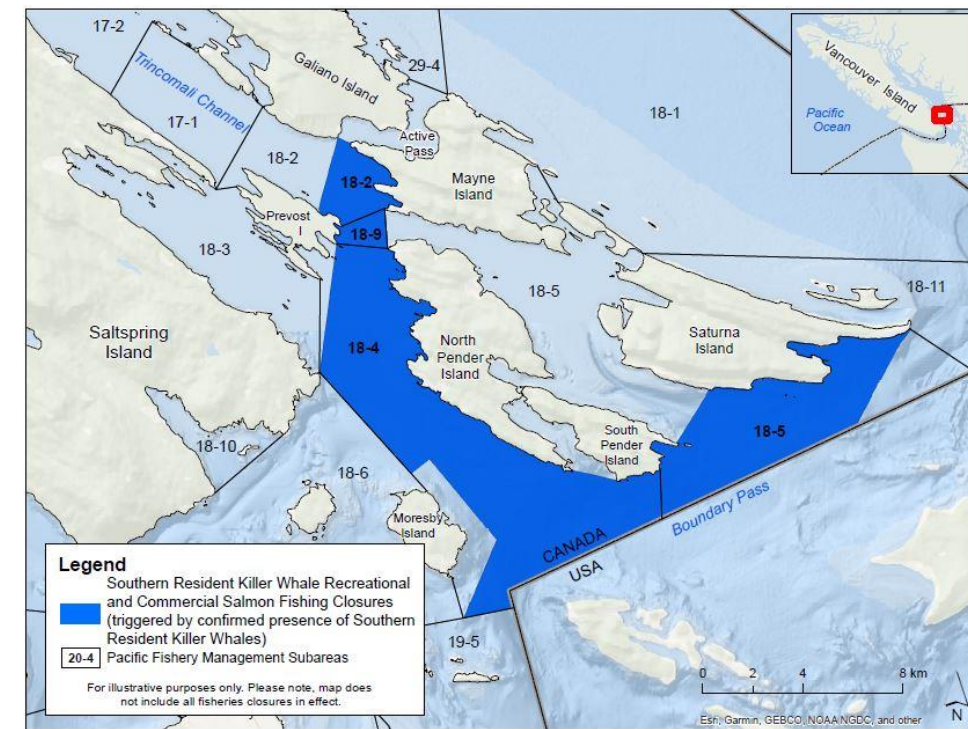 17-2
Trincomali Channel
Galiano Island
29-4
18-1
Vancouver Island
Pacific
Ocean
17-1
Active
Pass
18-2
18-2
Mayne
Island
Prevost
I
18-9
18-3
18-5
18-11
Saltspring
Island
18-4
North
Pender
Island
Saturna
Island
18-10
South
Pender
Island
18-5
18-6
Moresby
Island
Boundary Pass
CANADA
USA
19-5
Legend
Southern Resident Killer Whale Recreational
and Commercial Salmon Fishing Closures
(triggered by confirmed presence of Southern
Resident Killer Whales)
20-4 Pacific Fishery Management Subareas
For illustrative purposes only. Please note, map does
not include all fisheries closures in effect.
0 2 4 8 km
Esri, Garmin, GEBCO, NOAA NGDC, and other
N